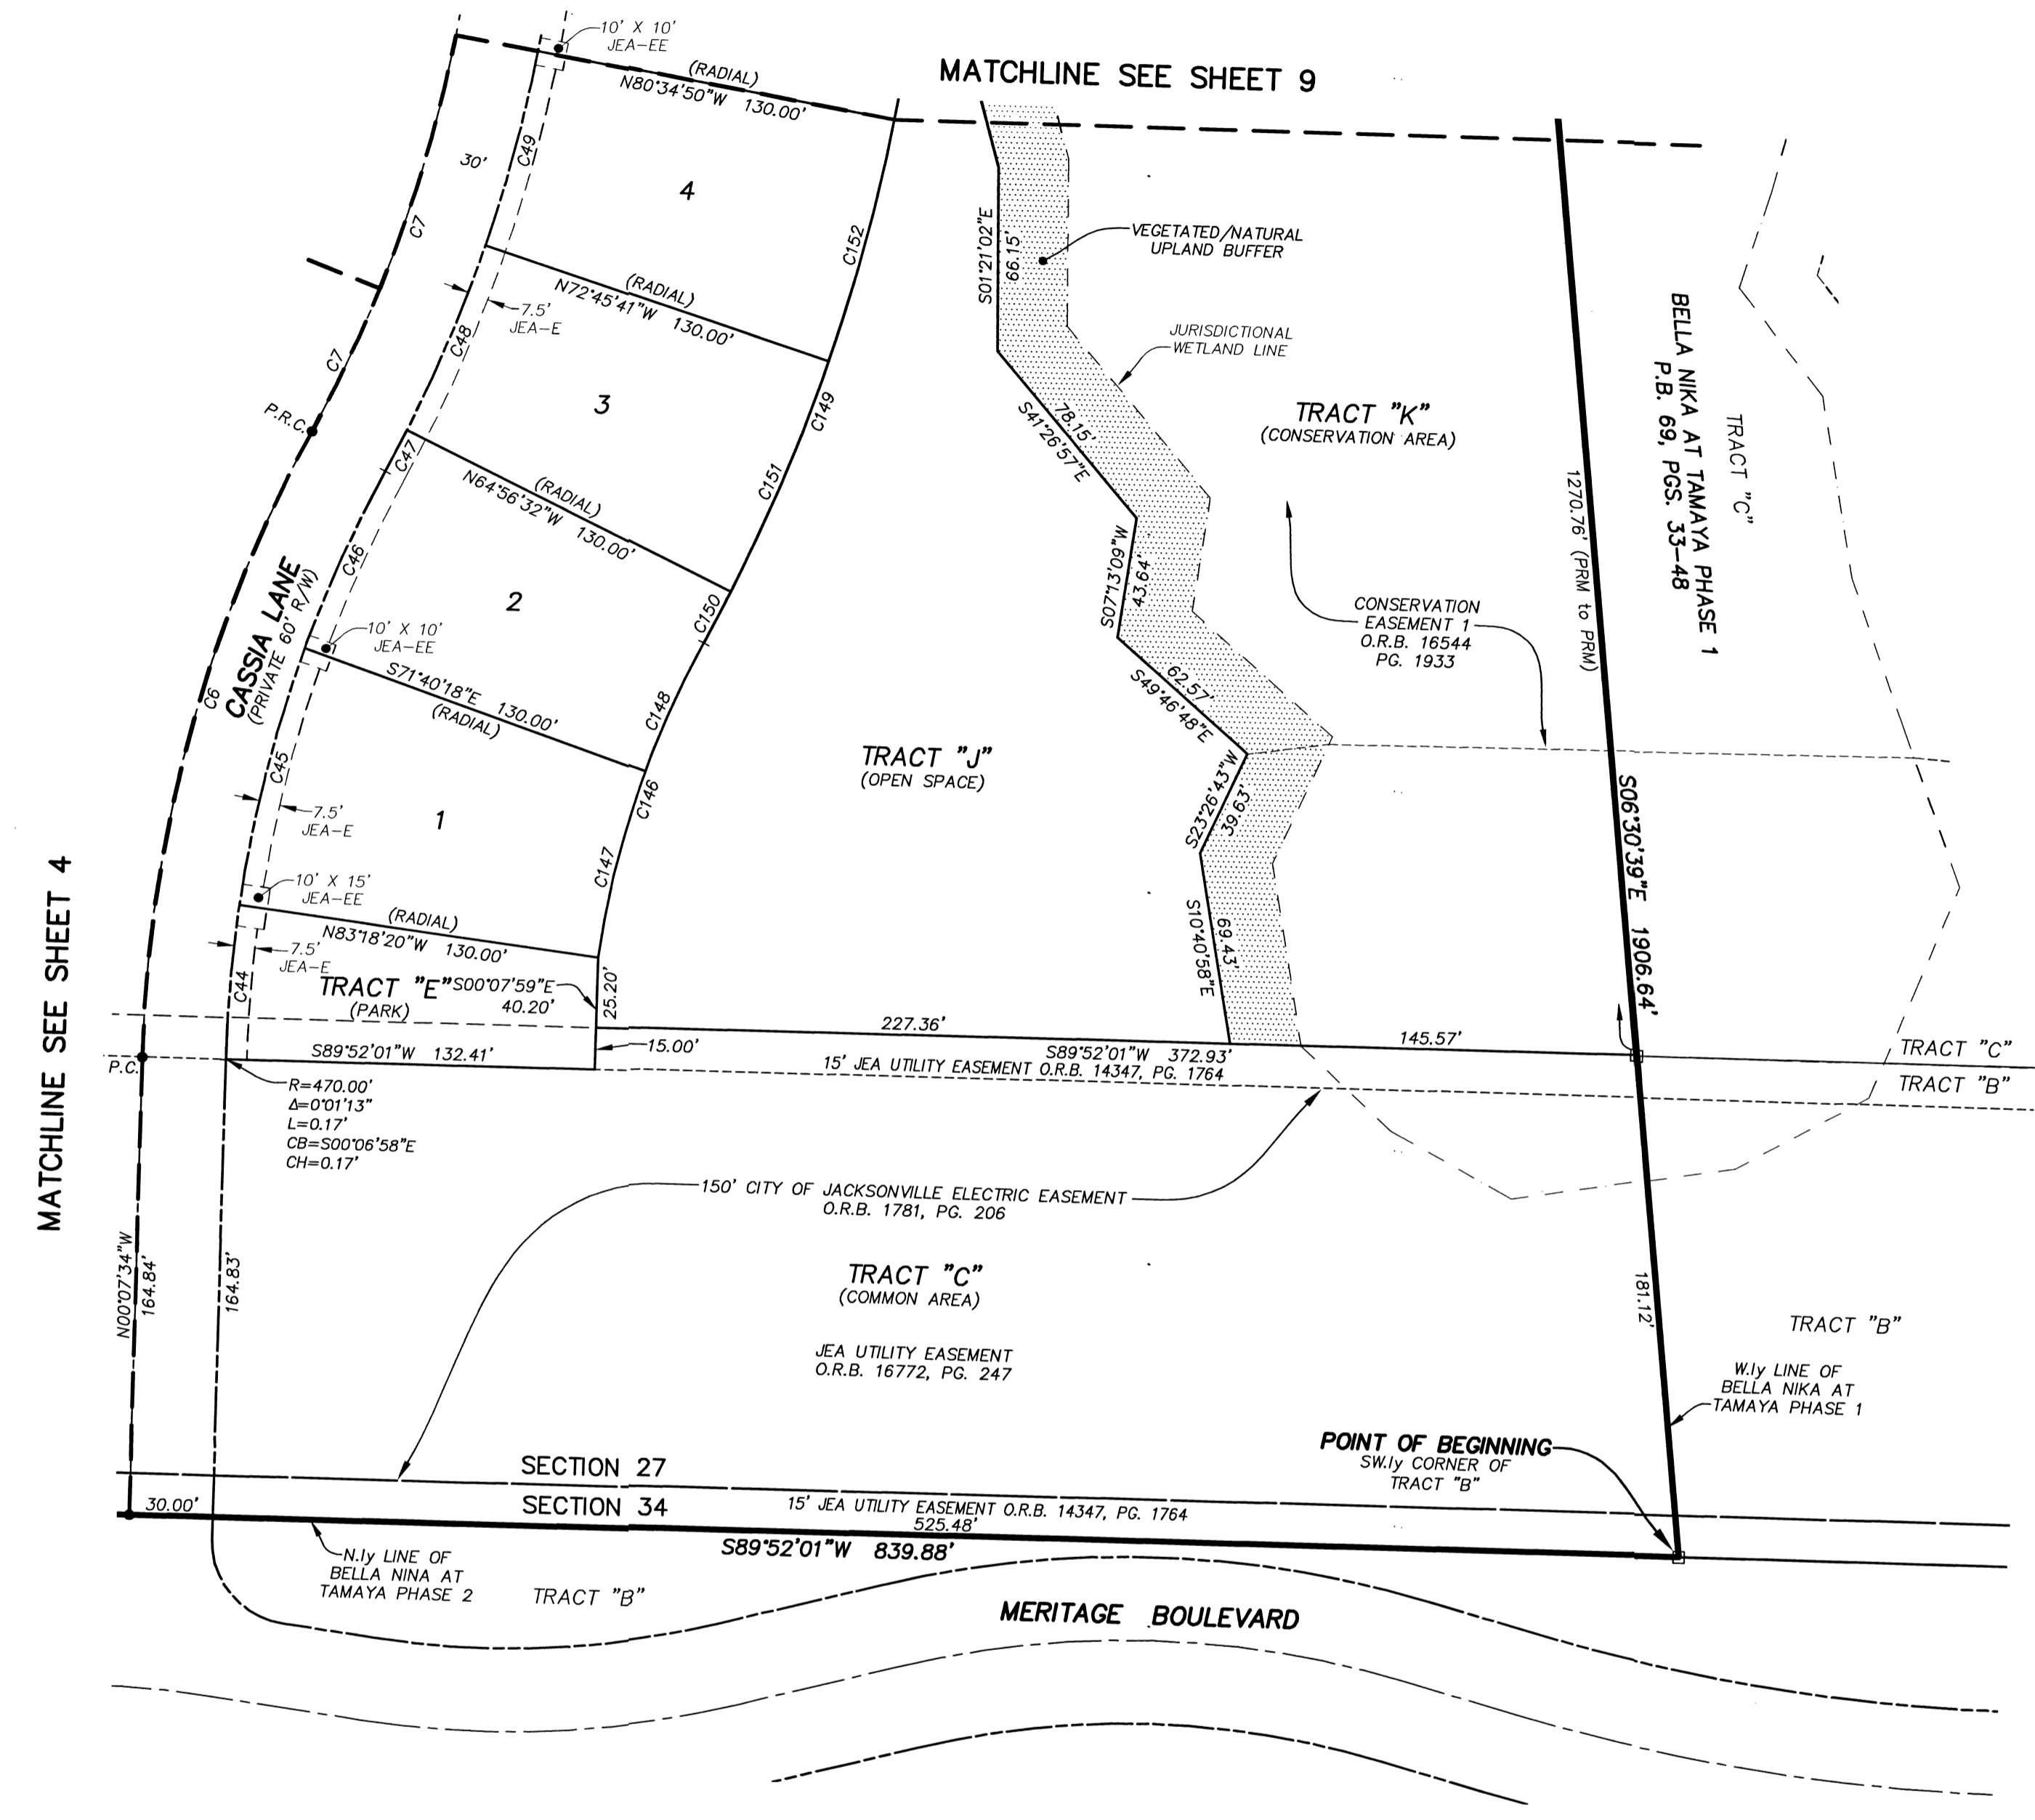 MATCHLINE SEE SHEET 9
10' X 10'
JEA-EE
(RADIAL)
N80°34'50"W 130.00'
30'
C49
4
C7
C152
(RADIAL)
N72°45'41"W 130.00'
7.5'
JEA-E
C48
C7
3
C149
P.R.C.
C47
(RADIAL)
N64°56'32"W 130.00'
C151
C46
2
C150
CASSIA LANE
(PRIVATE 60' R/W)
C6
10' X 10'
JEA-EE
S71°40'18"E 130.00'
(RADIAL)
C148
C45
7.5'
JEA-E
1
C146
C147
10' X 15'
JEA-EE
(RADIAL)
N83°18'20"W 130.00'
7.5'
JEA-E
C44
TRACT "E"
(PARK)
S00°07'59"E
40.20'
25.20'
S89°52'01"W 132.41'
15.00'
P.C.
R=470.00'
Δ=0°01'13"
L=0.17'
CB=S00°06'58"E
CH=0.17'
MATCHLINE SEE SHEET 4
N00°07'34"W
164.84'
164.83'
S01°21'02"E
66.15'
VEGETATED/NATURAL
UPLAND BUFFER
JURISDICTIONAL
WETLAND LINE
78.15'
S41°26'57"E
TRACT "K"
(CONSERVATION AREA)
S07°13'09"W
43.64'
CONSERVATION
EASEMENT 1
O.R.B. 16544
PG. 1933
62.57'
S49°46'48"E
TRACT "J"
(OPEN SPACE)
S23°26'43"W
39.63'
S10°40'58"E
69.43'
1270.76' (PRM to PRM)
BELLA NIKA AT TAMAYA PHASE 1
P.B. 69, PGS. 33-48
TRACT "C"
S06°30'39"E 1906.64'
227.36'
145.57'
S89°52'01"W 372.93'
15' JEA UTILITY EASEMENT O.R.B. 14347, PG. 1764
TRACT "C"
TRACT "B"
150' CITY OF JACKSONVILLE ELECTRIC EASEMENT
O.R.B. 1781, PG. 206
TRACT "C"
(COMMON AREA)
JEA UTILITY EASEMENT
O.R.B. 16772, PG. 247
181.12'
TRACT "B"
W.ly LINE OF
BELLA NIKA AT
TAMAYA PHASE 1
POINT OF BEGINNING
SW.ly CORNER OF
TRACT "B"
SECTION 27
30.00'
SECTION 34
15' JEA UTILITY EASEMENT O.R.B. 14347, PG. 1764
525.48'
S89°52'01"W 839.88'
N.ly LINE OF
BELLA NINA AT
TAMAYA PHASE 2
TRACT "B"
MERITAGE BOULEVARD